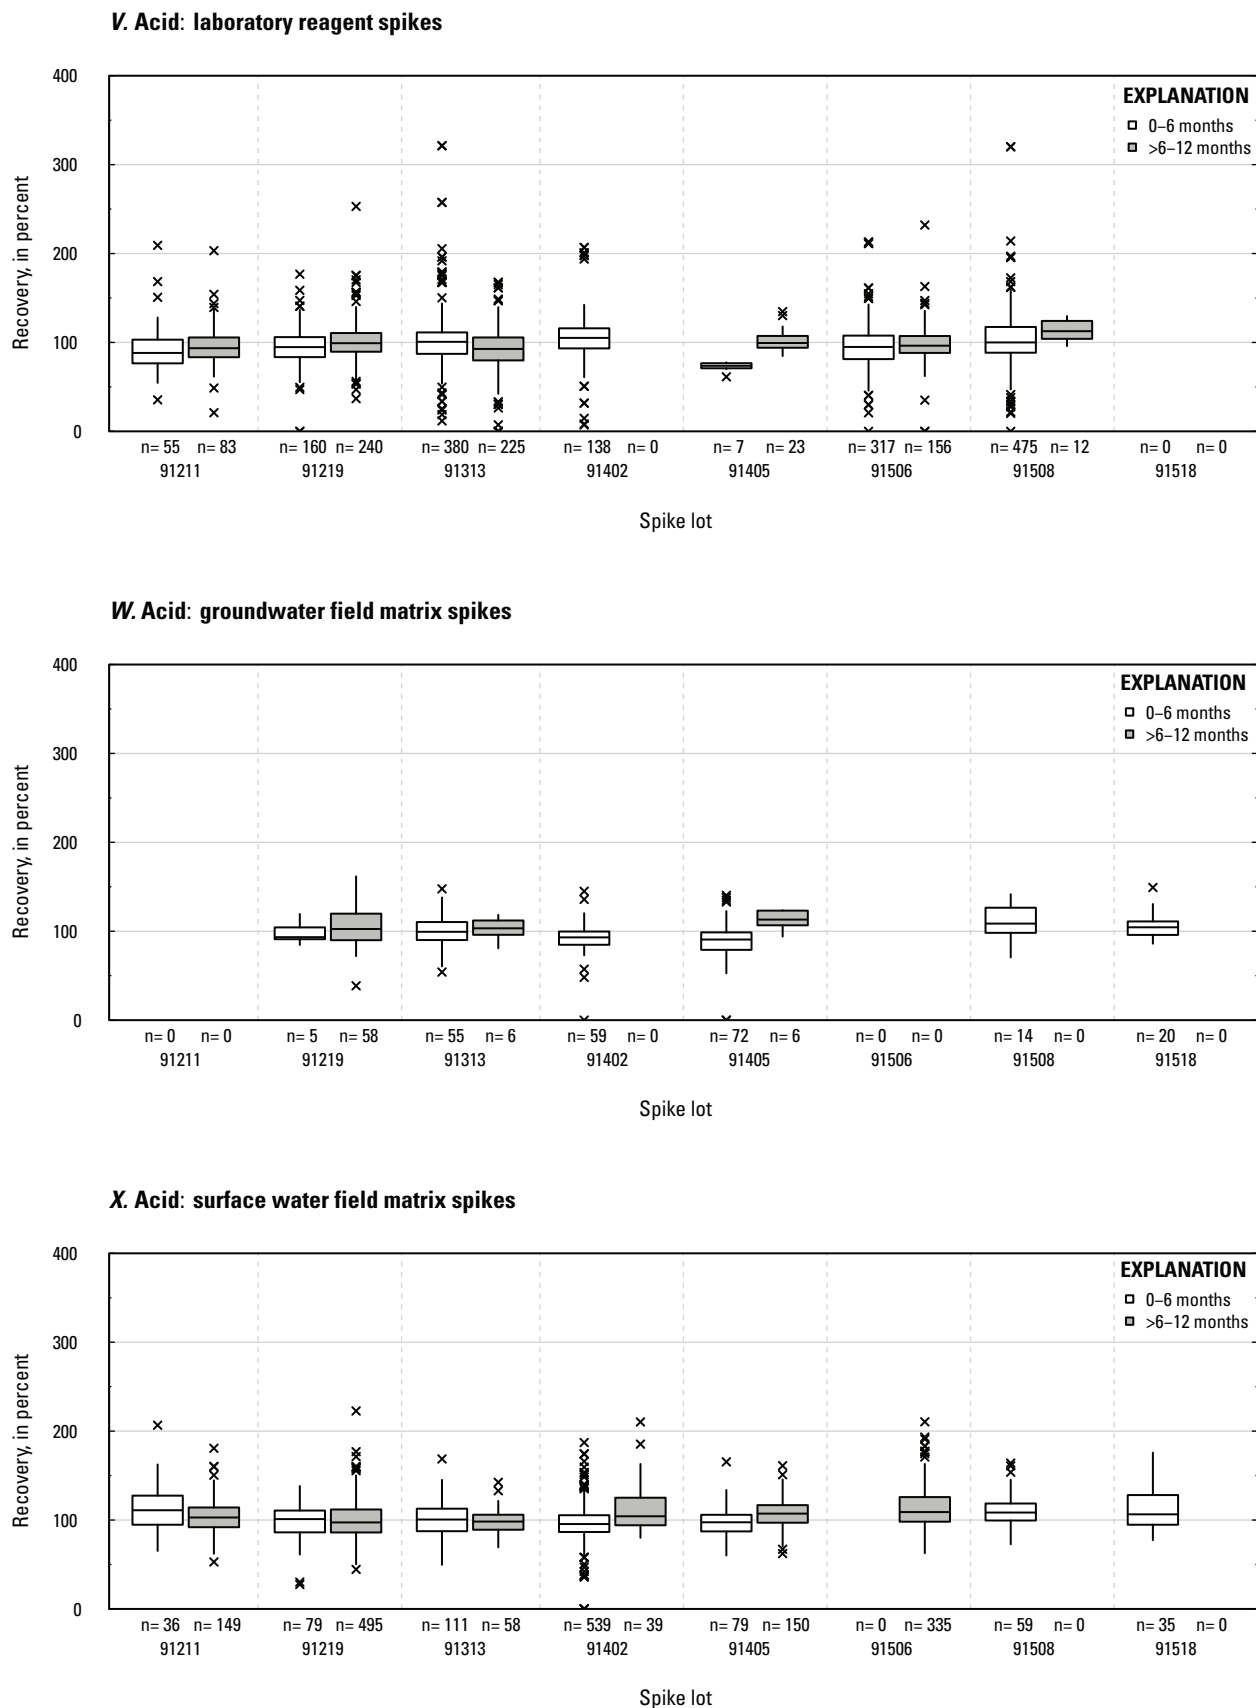 V. Acid: laboratory reagent spikes
400
300
200
100
0
Recovery, in percent
EXPLANATION
0–6 months
>6–12 months
n= 55 n= 83 n= 160 n= 240 n= 380 n= 225 n= 138 n= 0 n= 7 n= 23 n= 317 n= 156 n= 475 n= 12 n= 0 n= 0
91211 91219 91313 91402 91405 91506 91508 91518
Spike lot
W. Acid: groundwater field matrix spikes
400
300
200
100
0
Recovery, in percent
EXPLANATION
0–6 months
>6–12 months
n= 0 n= 0 n= 5 n= 58 n= 55 n= 6 n= 59 n= 0 n= 72 n= 6 n= 0 n= 0 n= 14 n= 0 n= 20 n= 0
91211 91219 91313 91402 91405 91506 91508 91518
Spike lot
X. Acid: surface water field matrix spikes
400
300
200
100
0
Recovery, in percent
EXPLANATION
0–6 months
>6–12 months
n= 36 n= 149 n= 79 n= 495 n= 111 n= 58 n= 539 n= 39 n= 79 n= 150 n= 0 n= 335 n= 59 n= 0 n= 35 n= 0
91211 91219 91313 91402 91405 91506 91508 91518
Spike lot